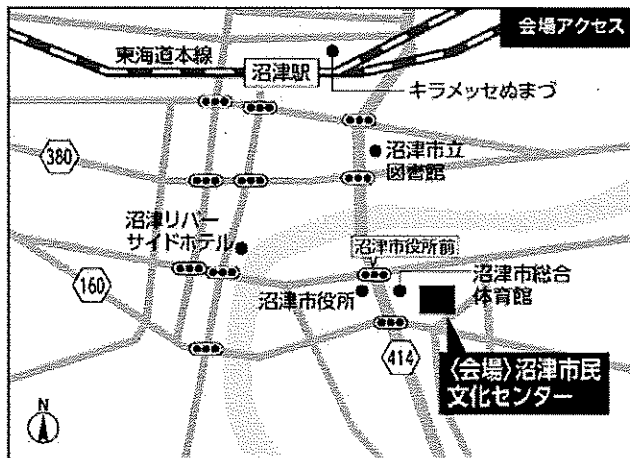 会場アクセス
東海道本線
沼津駅
キラメッセぬまづ
沼津市立
図書館
380
沼津リバー
サイドホテル
沼津市役所前
沼津市総合
体育館
沼津市役所
160
414
〈会場〉沼津市民
文化センター
N